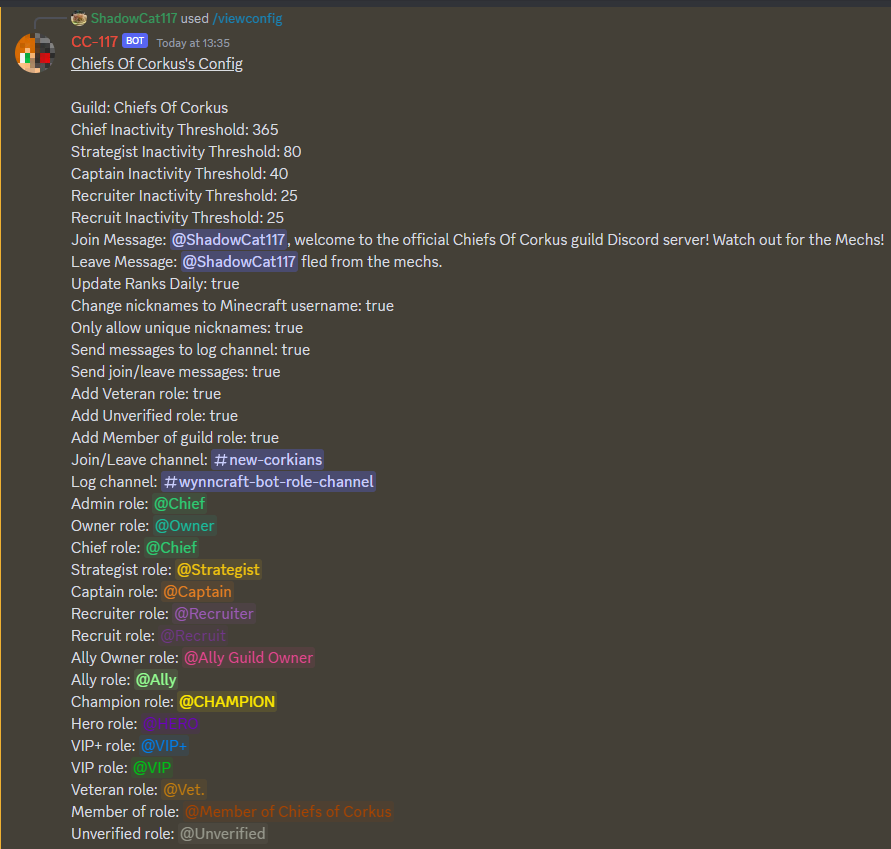 ShadowCat117 used /viewconfig
CC-117 BOT Today at 13:35
Chiefs Of Corkus's Config
Guild: Chiefs Of Corkus
Chief Inactivity Threshold: 365
Strategist Inactivity Threshold: 80
Captain Inactivity Threshold: 40
Recruiter Inactivity Threshold: 25
Recruit Inactivity Threshold: 25
Join Message: @ShadowCat117, welcome to the official Chiefs Of Corkus guild Discord server! Watch out for the Mechs!
Leave Message: @ShadowCat117 fled from the mechs.
Update Ranks Daily: true
Change nicknames to Minecraft username: true
Only allow unique nicknames: true
Send messages to log channel: true
Send join/leave messages: true
Add Veteran role: true
Add Unverified role: true
Add Member of guild role: true
Join/Leave channel: #new-corkians
Log channel: #wynncraft-bot-role-channel
Admin role: @Chief
Owner role: @Owner
Chief role: @Chief
Strategist role: @Strategist
Captain role: @Captain
Recruiter role: @Recruiter
Recruit role: @Recruit
Ally Owner role: @Ally Guild Owner
Ally role: @Ally
Champion role: @CHAMPION
Hero role: @HERO
VIP+ role: @VIP+
VIP role: @VIP
Veteran role: @Vet.
Member of role: @Member of Chiefs of Corkus
Unverified role: @Unverified